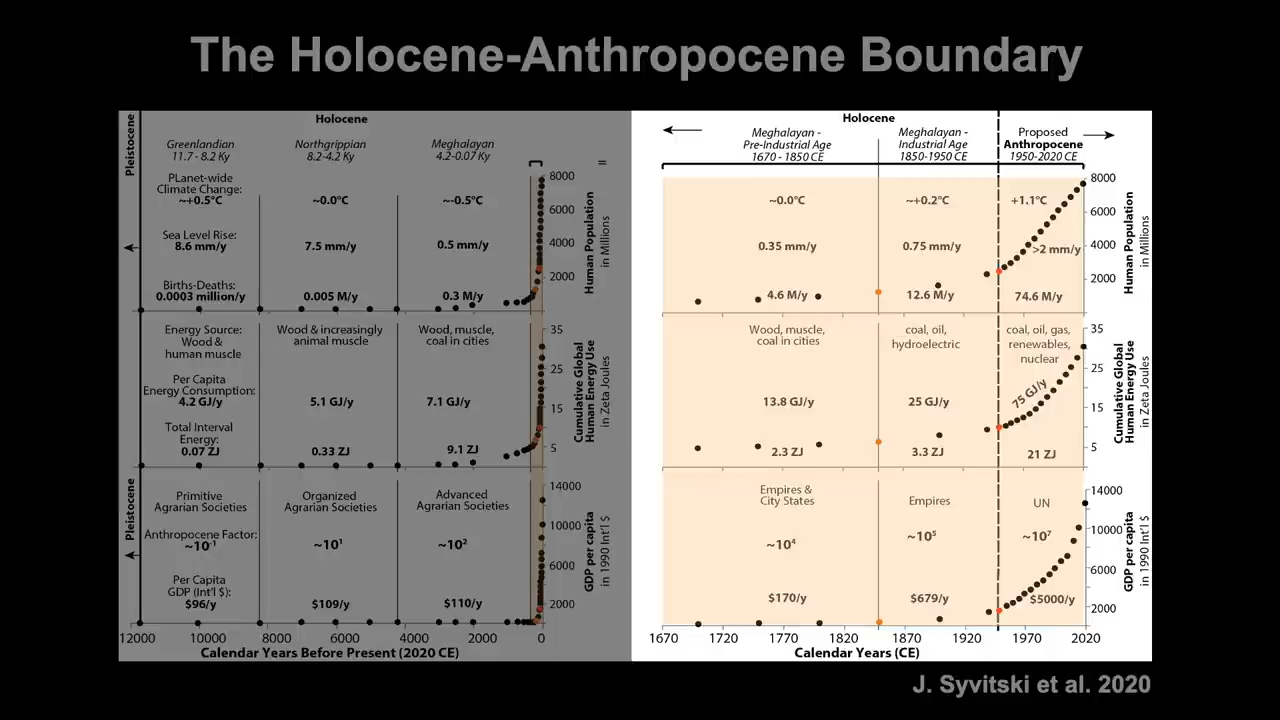 The Holocene-Anthropocene Boundary
Holocene
Pleistocene
Greenlandian
11.7 - 8.2 Ky
Northgrippian
8.2-4.2 Ky
Meghalayan
4.2-0.07 Ky
=
PLanet-wide
Climate Change:
~+0.5°C
~0.0°C
~-0.5°C
Sea Level Rise:
8.6 mm/y
7.5 mm/y
0.5 mm/y
Births-Deaths:
0.0003 million/y
0.005 M/y
0.3 M/y
8000
6000
4000
2000
Human Population
in Millions
Energy Source:
Wood &
human muscle
Wood & increasingly
animal muscle
Wood, muscle,
coal in cities
Per Capita
Energy Consumption:
4.2 GJ/y
5.1 GJ/y
7.1 GJ/y
Total Interval
Energy:
0.07 ZJ
0.33 ZJ
9.1 ZJ
35
25
15
5
Cumulative Global
Human Energy Use
in Zeta Joules
Pleistocene
Primitive
Agrarian Societies
Organized
Agrarian Societies
Advanced
Agrarian Societies
Anthropocene Factor:
~10-1
~10¹
~10²
Per Capita
GDP (Int'l $):
$96/y
$109/y
$110/y
14000
10000
6000
2000
GDP per capita
in 1990 Int'l $
12000 10000 8000 6000 4000 2000 0
Calendar Years Before Present (2020 CE)
Holocene
Meghalayan -
Pre-Industrial Age
1670 - 1850 CE
Meghalayan -
Industrial Age
1850-1950 CE
Proposed
Anthropocene
1950-2020 CE
~0.0°C
~+0.2°C
+1.1°C
0.35 mm/y
0.75 mm/y
>2 mm/y
4.6 M/y
12.6 M/y
74.6 M/y
8000
6000
4000
2000
Human Population
in Millions
Wood, muscle,
coal in cities
coal, oil,
hydroelectric
coal, oil, gas,
renewables,
nuclear
13.8 GJ/y
25 GJ/y
75 GJ/y
2.3 ZJ
3.3 ZJ
21 ZJ
35
25
15
5
Cumulative Global
Human Energy Use
in Zeta Joules
Empires &
City States
Empires
UN
~10⁴
~10⁵
~10⁷
$170/y
$679/y
$5000/y
14000
10000
6000
2000
GDP per capita
in 1990 Int'l $
1670 1720 1770 1820 1870 1920 1970 2020
Calendar Years (CE)
J. Syvitski et al. 2020